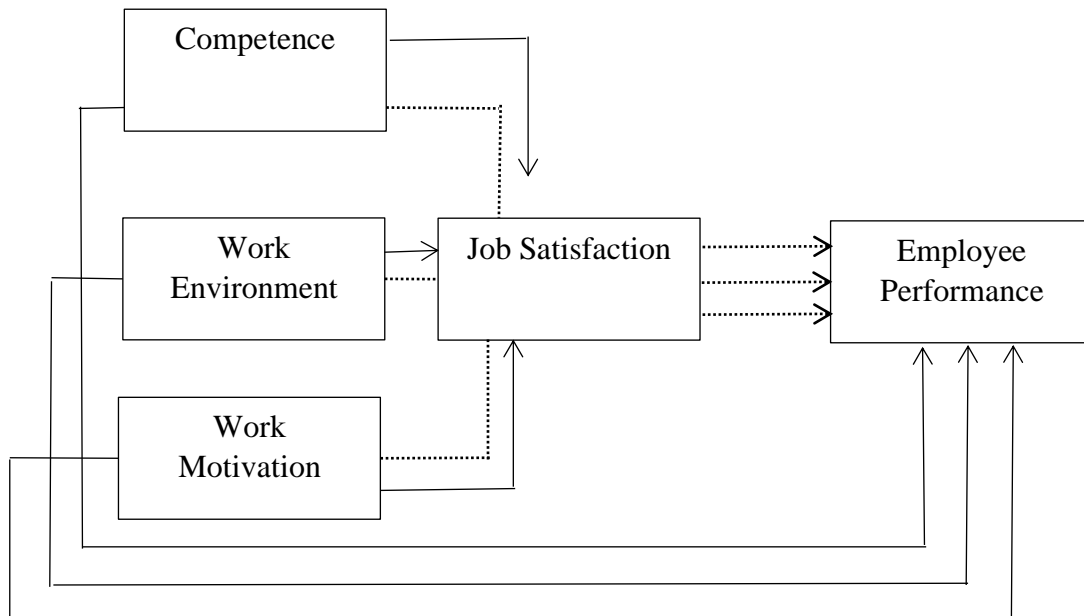 Competence
Work
Environment
Job Satisfaction
Employee
Performance
Work
Motivation